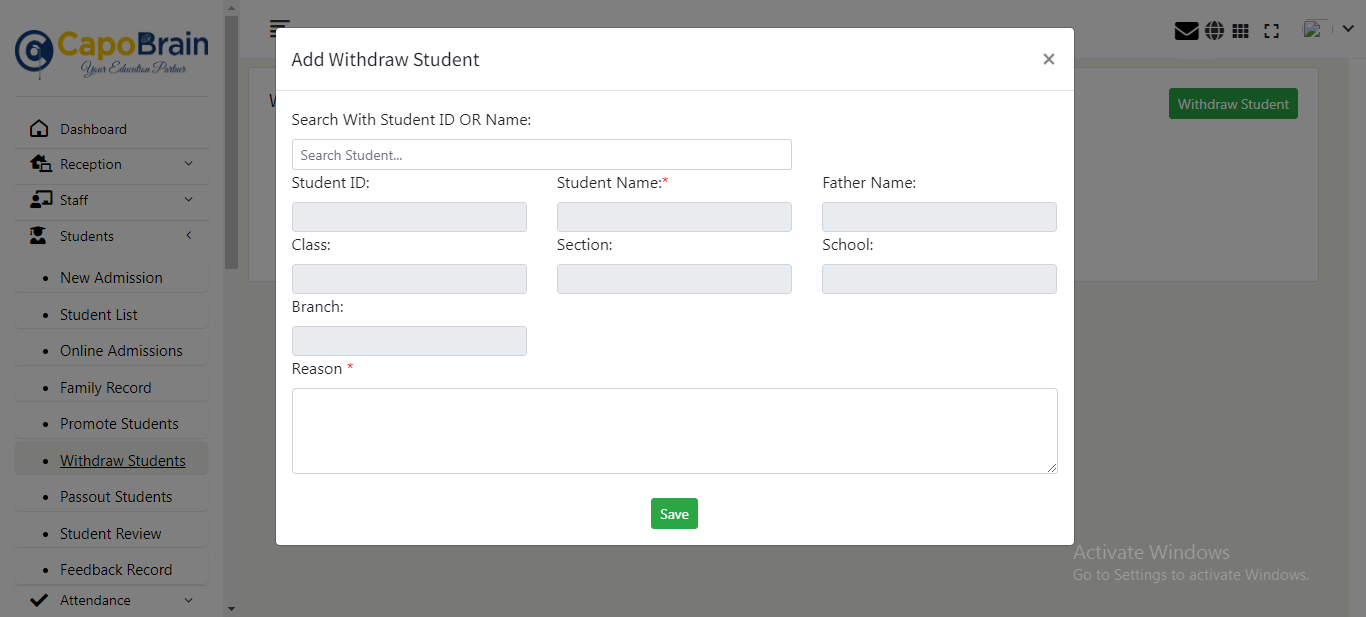 CapoBrain
Your Education Partner
Dashboard
Reception
Staff
Students
New Admission
Student List
Online Admissions
Family Record
Promote Students
Withdraw Students
Passout Students
Student Review
Feedback Record
Attendance
Withdraw Student
Add Withdraw Student
×
Search With Student ID OR Name:
Search Student...
Student ID:
Student Name:*
Father Name:
Class:
Section:
School:
Branch:
Reason *
Save
Activate Windows
Go to Settings to activate Windows.